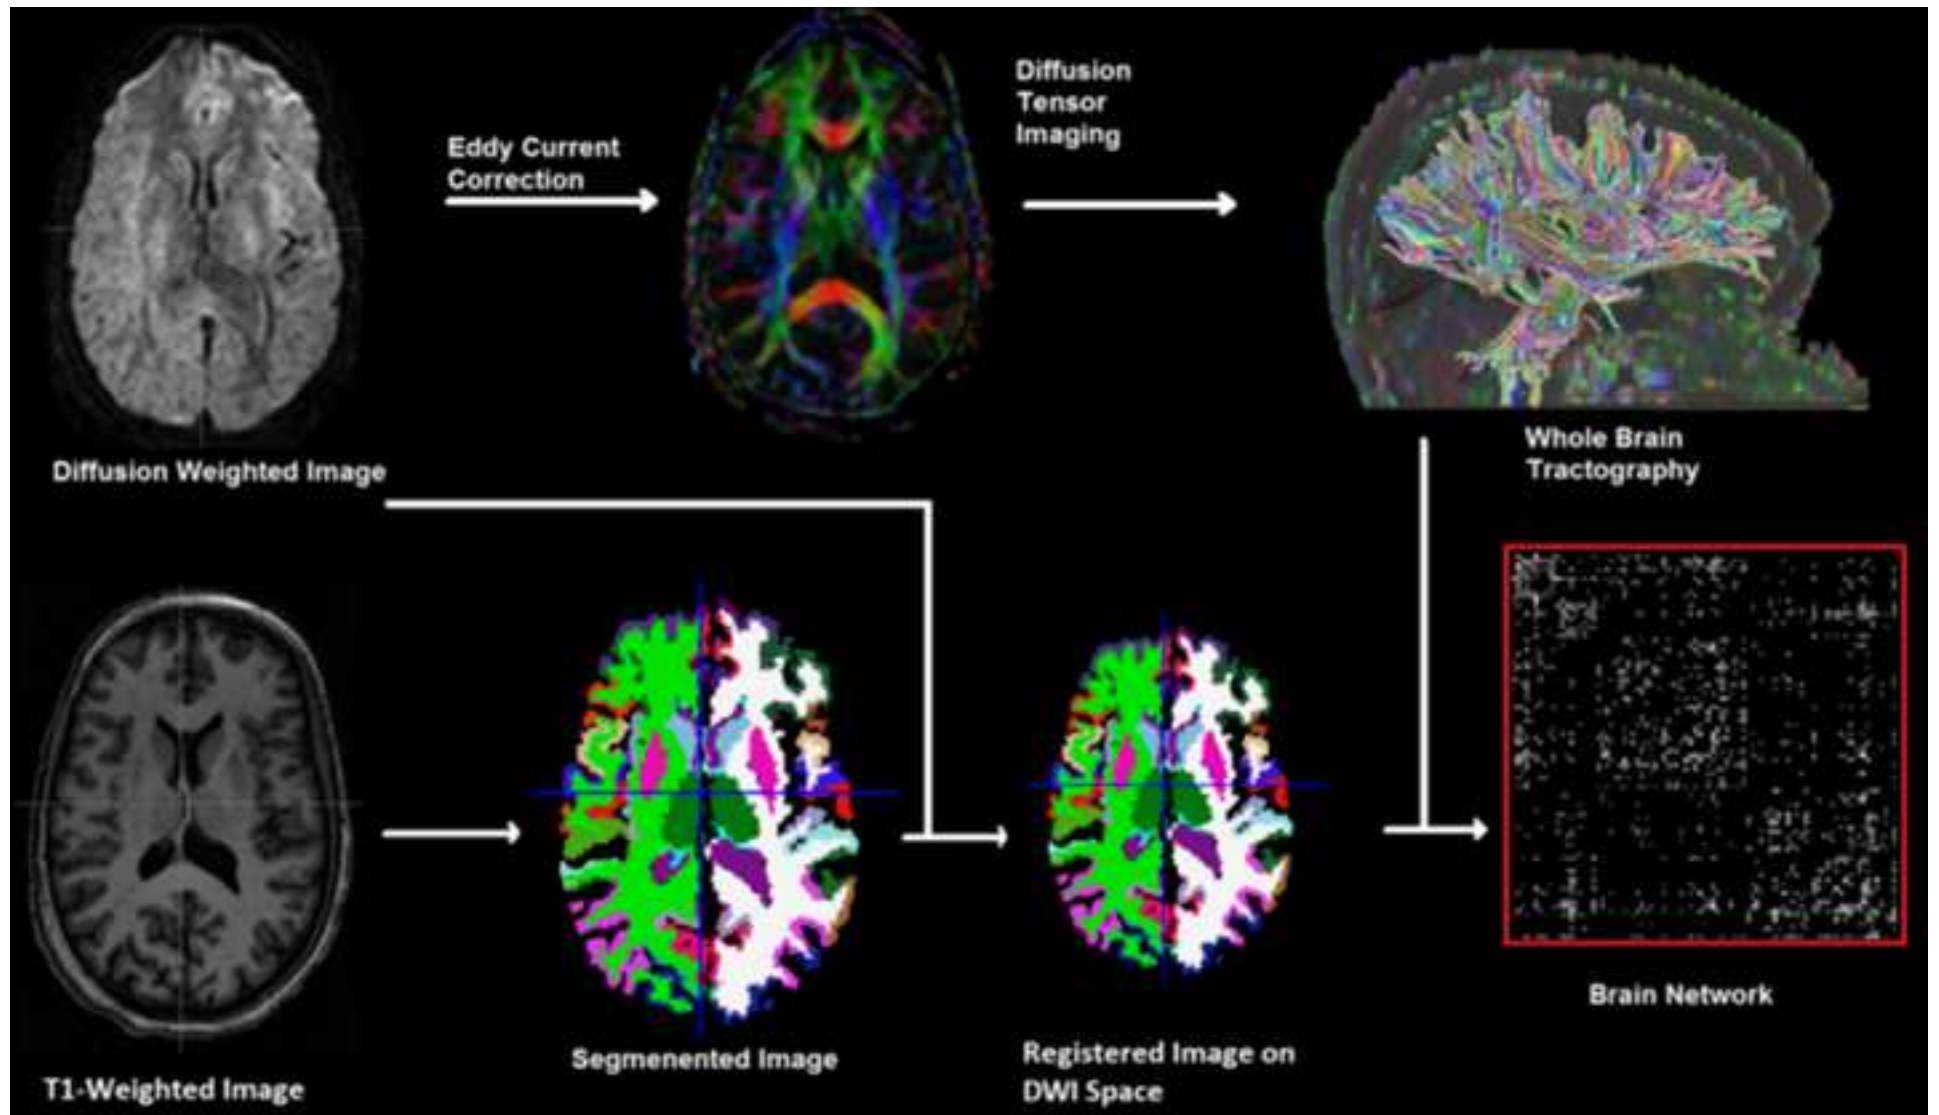 Eddy Current
Correction
Diffusion
Tensor
Imaging
Diffusion Weighted Image
Whole Brain
Tractography
T1-Weighted Image
Segmenented Image
Registered Image on
DWI Space
Brain Network